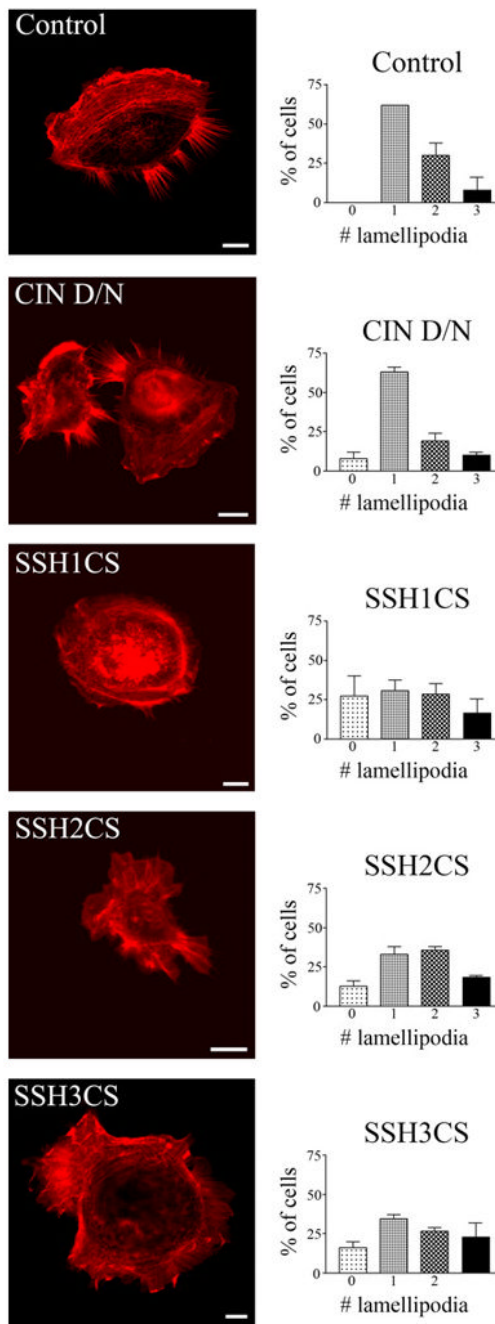 Control
Control
75
50
25
0
% of cells
0 1 2 3
# lamellipodia
CIN D/N
CIN D/N
75
50
25
0
% of cells
0 1 2 3
# lamellipodia
SSH1CS
SSH1CS
75
50
25
0
% of cells
0 1 2 3
# lamellipodia
SSH2CS
SSH2CS
75
50
25
0
% of cells
0 1 2 3
# lamellipodia
SSH3CS
SSH3CS
75
50
25
0
% of cells
0 1 2 3
# lamellipodia